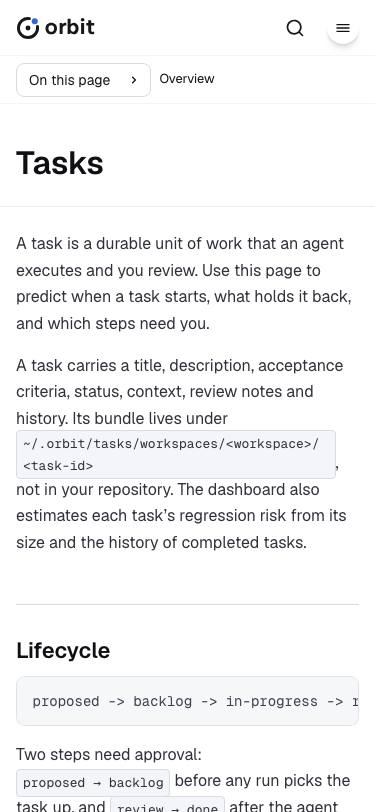 orbit
On this page
Overview
Tasks
A task is a durable unit of work that an agent
executes and you review. Use this page to
predict when a task starts, what holds it back,
and which steps need you.
A task carries a title, description, acceptance
criteria, status, context, review notes and
history. Its bundle lives under
~/.orbit/tasks/workspaces/<workspace>/
<task-id>,
not in your repository. The dashboard also
estimates each task’s regression risk from its
size and the history of completed tasks.
Lifecycle
proposed -> backlog -> in-progress -> r
Two steps need approval:
proposed → backlog before any run picks the
task up, and review → done after the agent